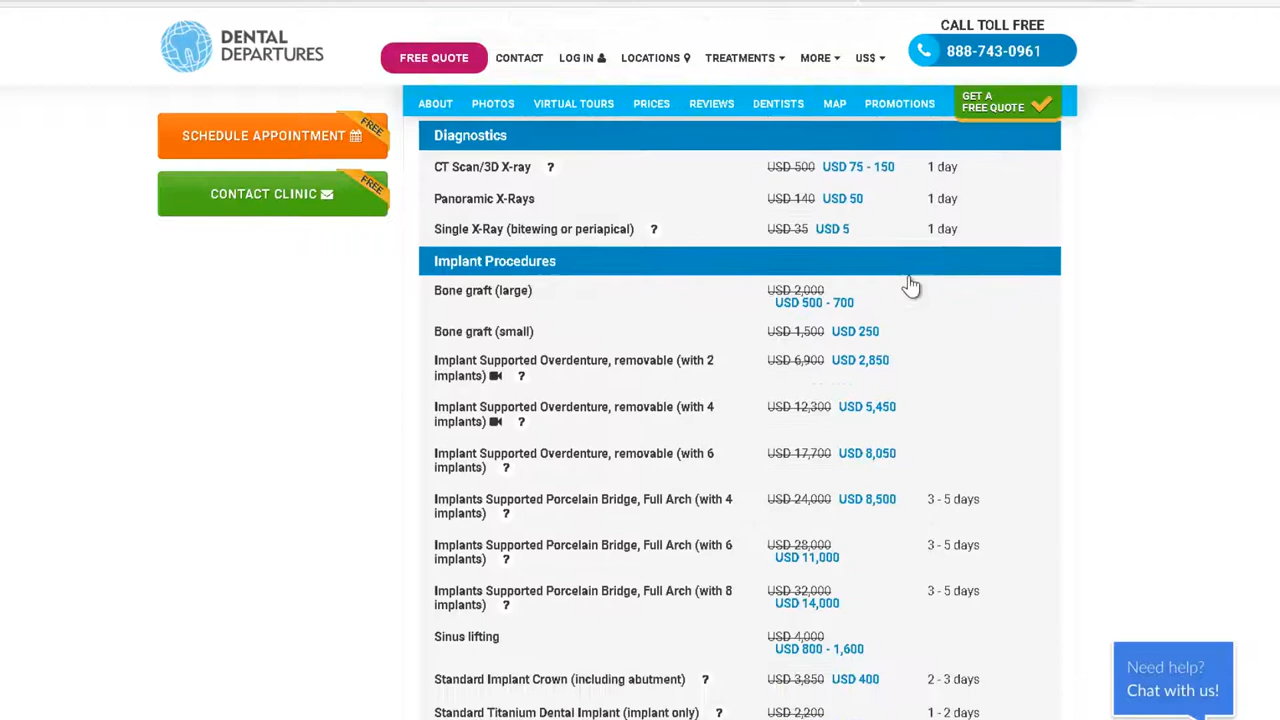 DENTAL
DEPARTURES
FREE QUOTE
CONTACT
LOG IN
LOCATIONS
TREATMENTS
MORE
US$
CALL TOLL FREE
888-743-0961
ABOUT
PHOTOS
VIRTUAL TOURS
PRICES
REVIEWS
DENTISTS
MAP
PROMOTIONS
GET A
FREE QUOTE
SCHEDULE APPOINTMENT
FREE
CONTACT CLINIC
FREE
Diagnostics
CT Scan/3D X-ray ? USD 500 USD 75 - 150 1 day
Panoramic X-Rays USD 140 USD 50 1 day
Single X-Ray (bitewing or periapical) ? USD 35 USD 5 1 day
Implant Procedures
Bone graft (large) USD 2,000
USD 500 - 700
Bone graft (small) USD 1,500 USD 250
Implant Supported Overdenture, removable (with 2 USD 6,900 USD 2,850
implants) ?
Implant Supported Overdenture, removable (with 4 USD 12,300 USD 5,450
implants) ?
Implant Supported Overdenture, removable (with 6 USD 17,700 USD 8,050
implants) ?
Implants Supported Porcelain Bridge, Full Arch (with 4 USD 24,000 USD 8,500 3 - 5 days
implants) ?
Implants Supported Porcelain Bridge, Full Arch (with 6 USD 28,000 3 - 5 days
implants) ? USD 11,000
Implants Supported Porcelain Bridge, Full Arch (with 8 USD 32,000 3 - 5 days
implants) ? USD 14,000
Sinus lifting USD 4,000
USD 800 - 1,600
Standard Implant Crown (including abutment) ? USD 3,850 USD 400 2 - 3 days
Standard Titanium Dental Implant (implant only) ? USD 2,200 1 - 2 days
Need help?
Chat with us!